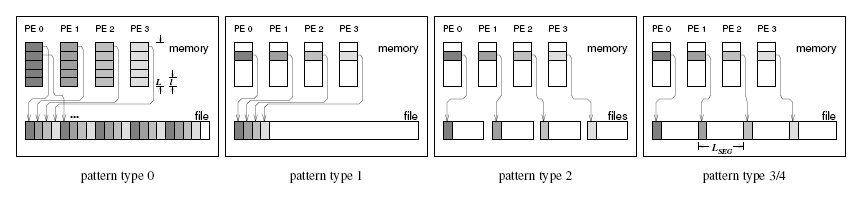 PE 0 PE 1 PE 2 PE 3
memory
L l
... file
pattern type 0
PE 0 PE 1 PE 2 PE 3
memory
file
pattern type 1
PE 0 PE 1 PE 2 PE 3
memory
files
pattern type 2
PE 0 PE 1 PE 2 PE 3
memory
file
LSEG
pattern type 3/4